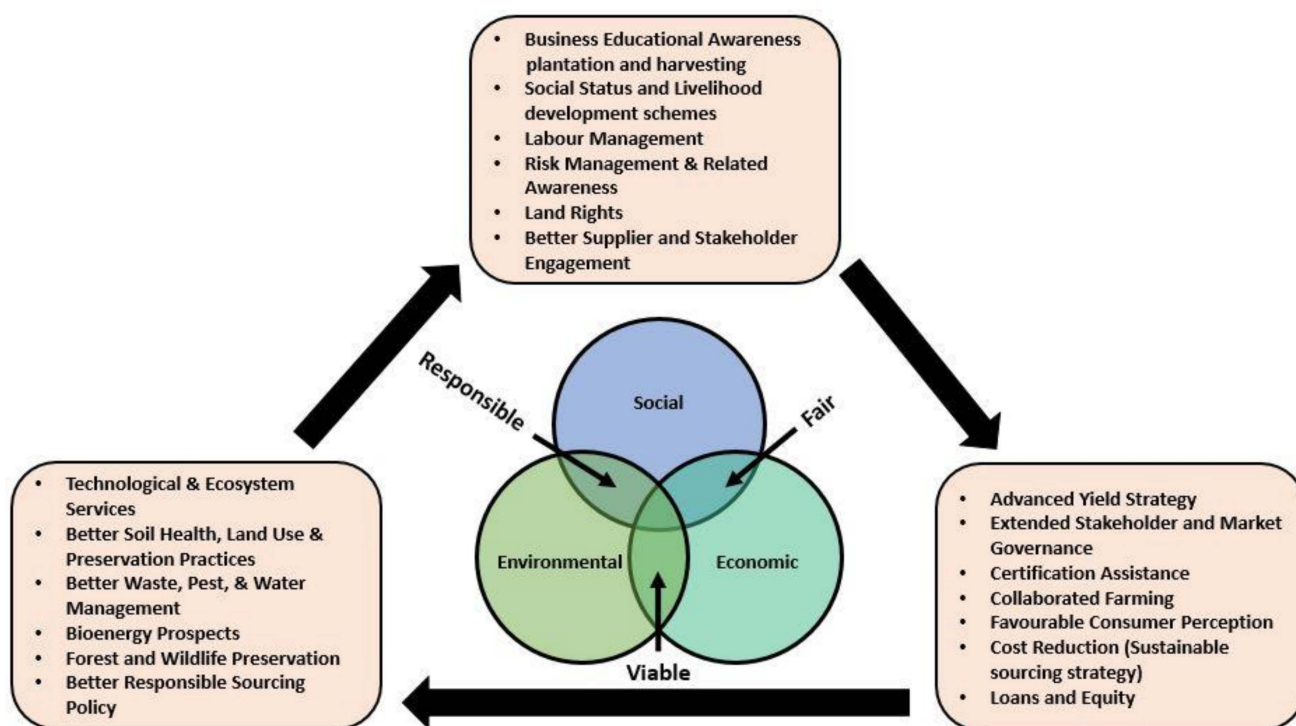 • Business Educational Awareness
plantation and harvesting
• Social Status and Livelihood
development schemes
• Labour Management
• Risk Management & Related
Awareness
• Land Rights
• Better Supplier and Stakeholder
Engagement
Responsible
Social
Fair
Environmental
Economic
Viable
• Technological & Ecosystem
Services
• Better Soil Health, Land Use &
Preservation Practices
• Better Waste, Pest, & Water
Management
• Bioenergy Prospects
• Forest and Wildlife Preservation
• Better Responsible Sourcing
Policy
• Advanced Yield Strategy
• Extended Stakeholder and Market
Governance
• Certification Assistance
• Collaborated Farming
• Favourable Consumer Perception
• Cost Reduction (Sustainable
sourcing strategy)
• Loans and Equity